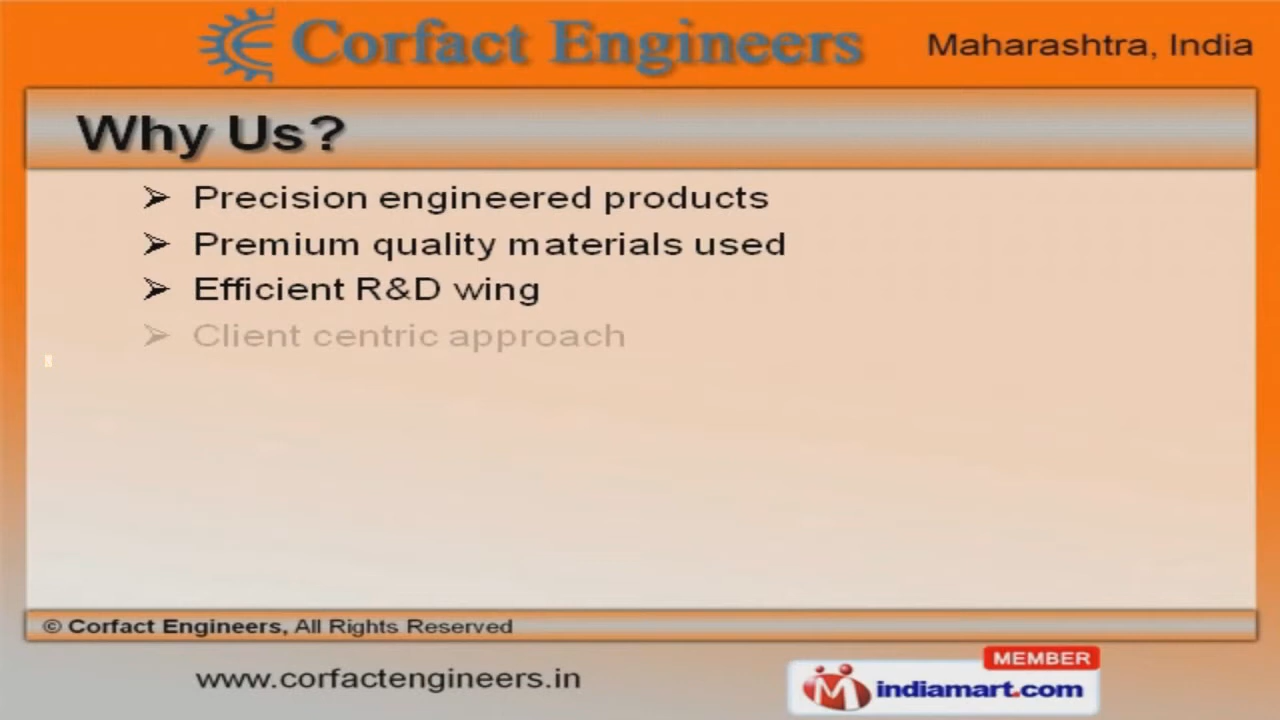 Corfact Engineers
Maharashtra, India
Why Us?
➢ Precision engineered products
➢ Premium quality materials used
➢ Efficient R&D wing
➢ Client centric approach
© Corfact Engineers, All Rights Reserved
www.corfactengineers.in
MEMBER
indiamart.com